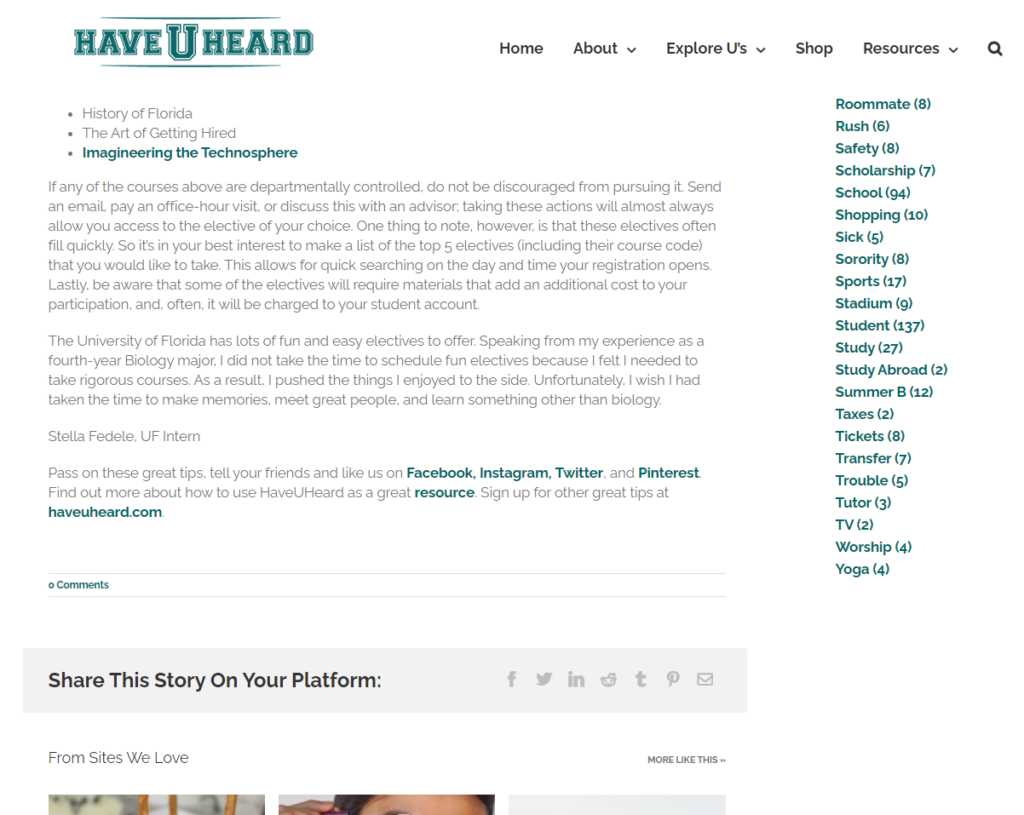 HAVE U HEARD
Home About Explore U's Shop Resources
History of Florida
The Art of Getting Hired
Imagineering the Technosphere
If any of the courses above are departmentally controlled, do not be discouraged from pursuing it. Send
an email, pay an office-hour visit, or discuss this with an advisor; taking these actions will almost always
allow you access to the elective of your choice. One thing to note, however, is that these electives often
fill quickly. So it's in your best interest to make a list of the top 5 electives (including their course code)
that you would like to take. This allows for quick searching on the day and time your registration opens.
Lastly, be aware that some of the electives will require materials that add an additional cost to your
participation, and, often, it will be charged to your student account.
The University of Florida has lots of fun and easy electives to offer. Speaking from my experience as a
fourth-year Biology major, I did not take the time to schedule fun electives because I felt I needed to
take rigorous courses. As a result, I pushed the things I enjoyed to the side. Unfortunately, I wish I had
taken the time to make memories, meet great people, and learn something other than biology.
Stella Fedele, UF Intern
Pass on these great tips, tell your friends and like us on Facebook, Instagram, Twitter, and Pinterest.
Find out more about how to use HaveUHeard as a great resource. Sign up for other great tips at
haveuheard.com.
0 Comments
Share This Story On Your Platform:
From Sites We Love
MORE LIKE THIS »
Roommate (8)
Rush (6)
Safety (8)
Scholarship (7)
School (94)
Shopping (10)
Sick (5)
Sorority (8)
Sports (17)
Stadium (9)
Student (137)
Study (27)
Study Abroad (2)
Summer B (12)
Taxes (2)
Tickets (8)
Transfer (7)
Trouble (5)
Tutor (3)
TV (2)
Worship (4)
Yoga (4)